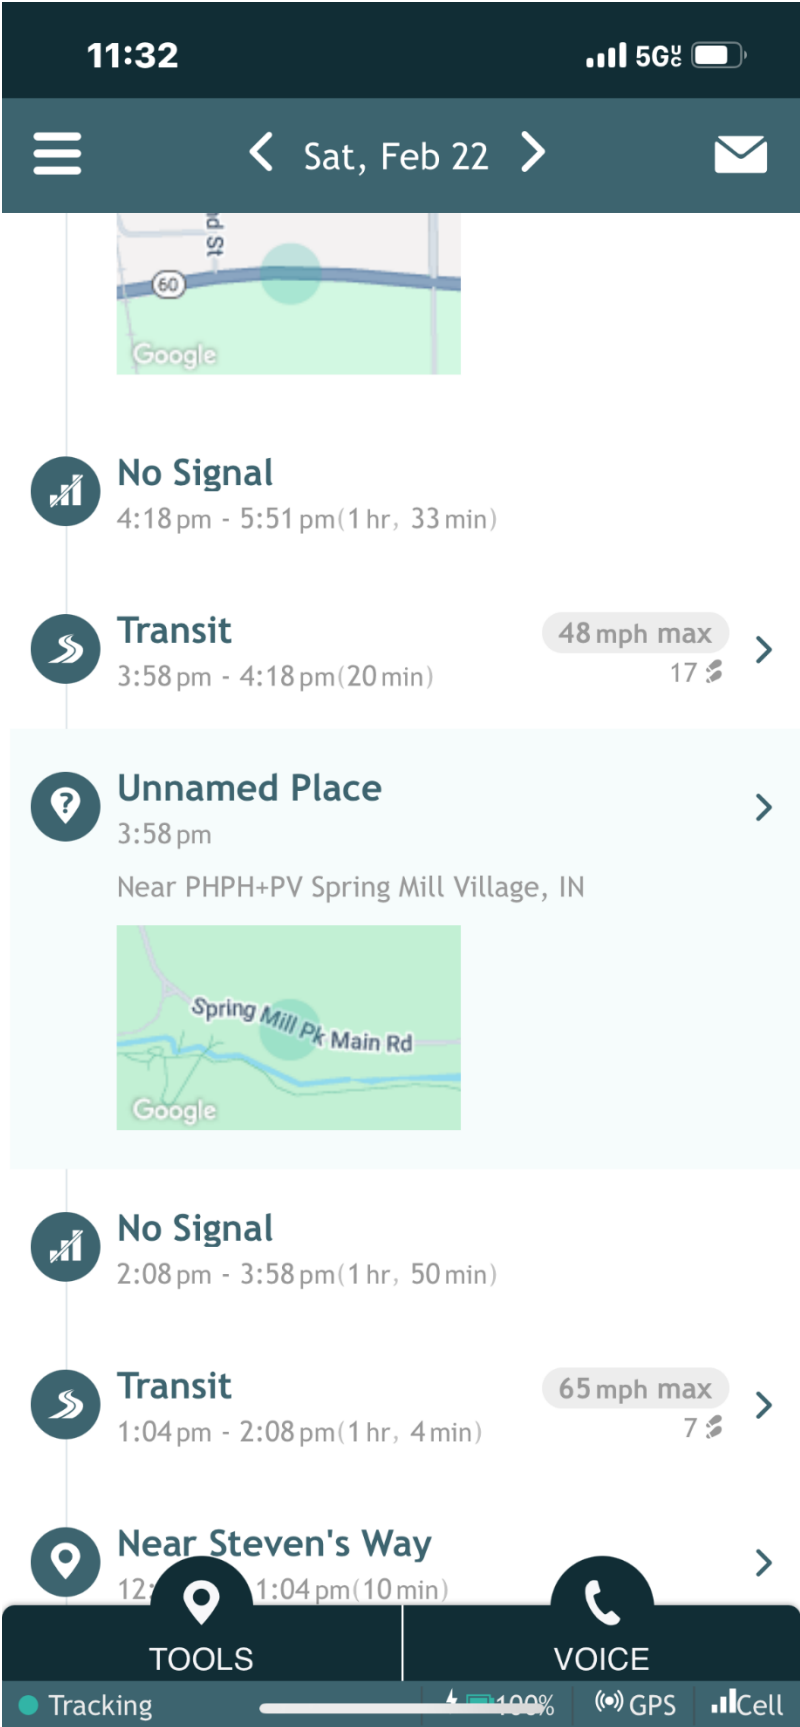 11:32
5G UC
Sat, Feb 22
nd St
60
Google
No Signal
4:18 pm - 5:51 pm(1 hr, 33 min)
Transit
48 mph max
3:58 pm - 4:18 pm(20 min)
17
Unnamed Place
3:58 pm
Near PHPH+PV Spring Mill Village, IN
Spring Mill Pk Main Rd
Google
No Signal
2:08 pm - 3:58 pm(1 hr, 50 min)
Transit
65 mph max
1:04 pm - 2:08 pm(1 hr, 4 min)
7
Near Steven's Way
12: 1:04 pm(10 min)
TOOLS
VOICE
Tracking
100%
GPS
Cell